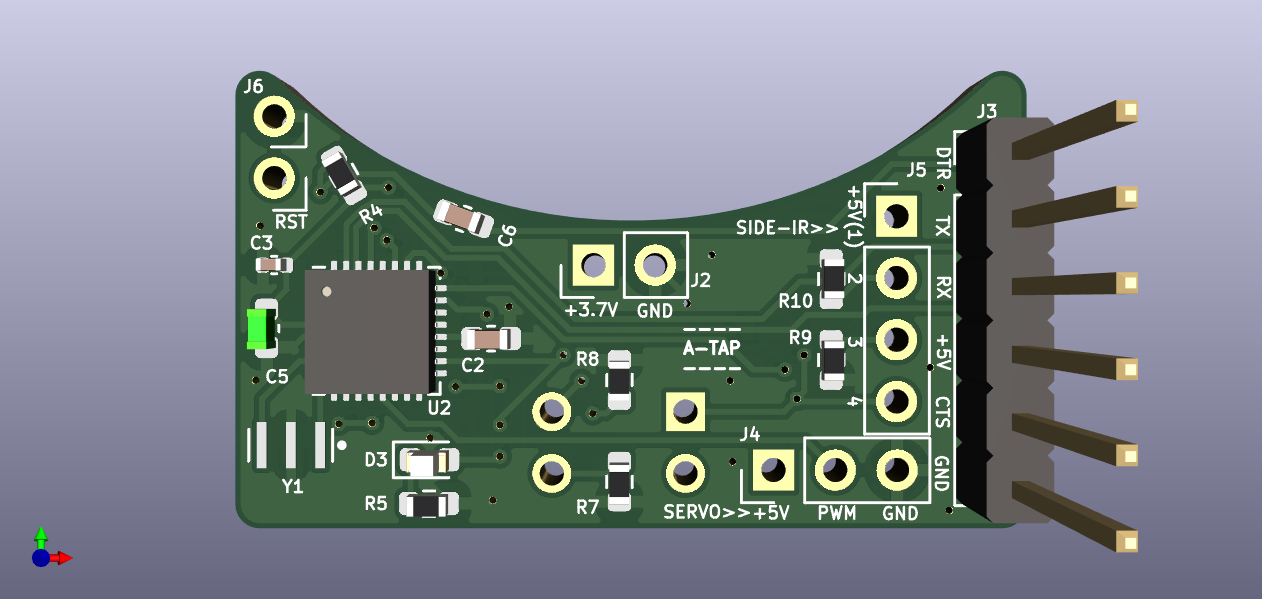 J6
J3
DTR
J5
+5V(1)
R4
RST
TX
SIDE-IR>>
C6
C3
J2
2
RX
R10
+3.7V
GND
R9
3
+5V
A-TAP
R8
C2
C5
U2
4
CTS
J4
D3
GND
Y1
R5
R7
SERVO>>+5V
PWM
GND